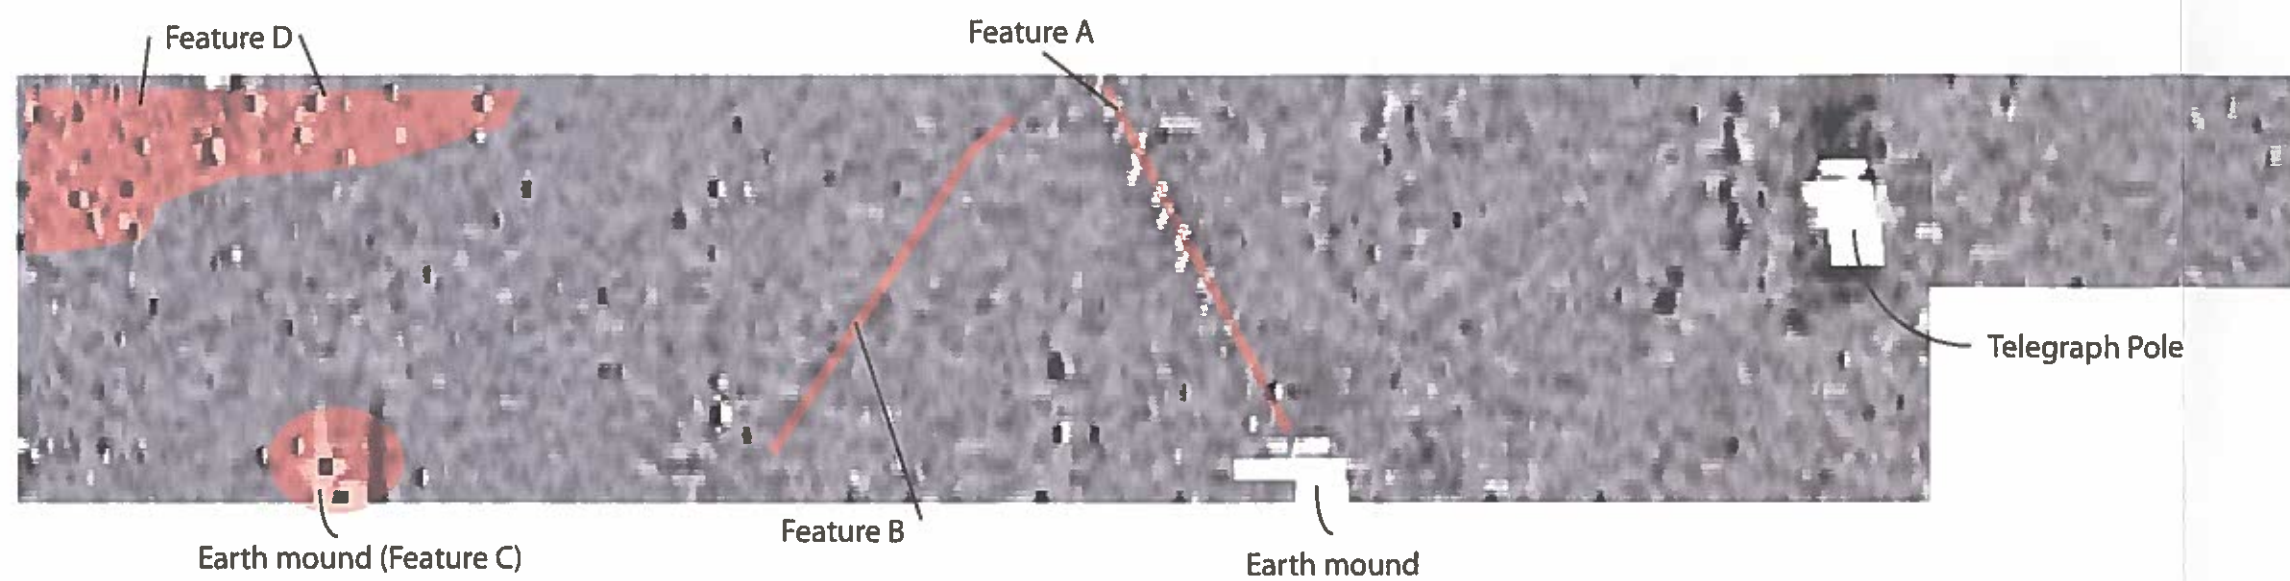 Feature D
Feature A
Telegraph Pole
Feature B
Earth mound (Feature C)
Earth mound